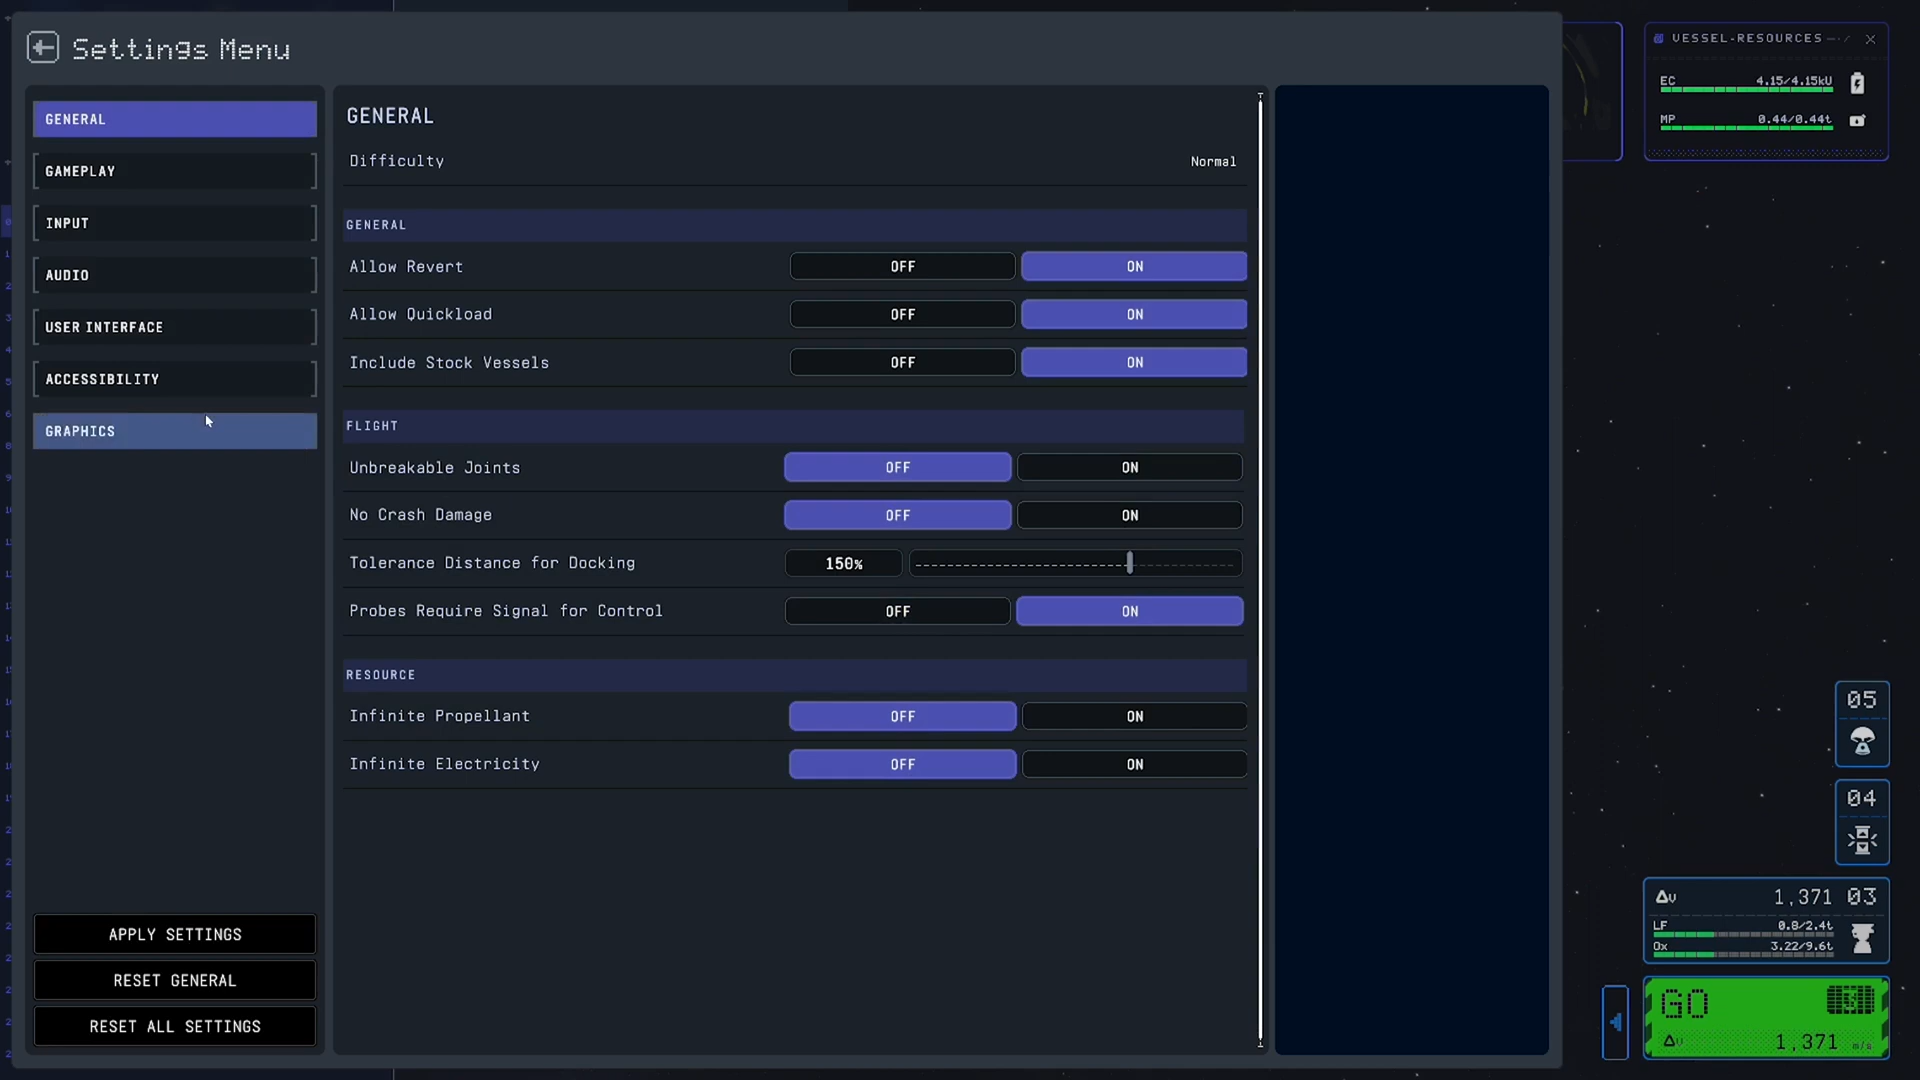 Settings Menu
GENERAL
GAMEPLAY
INPUT
AUDIO
USER INTERFACE
ACCESSIBILITY
GRAPHICS
APPLY SETTINGS
RESET GENERAL
RESET ALL SETTINGS
GENERAL
Difficulty Normal
GENERAL
Allow Revert OFF ON
Allow Quickload OFF ON
Include Stock Vessels OFF ON
FLIGHT
Unbreakable Joints OFF ON
No Crash Damage OFF ON
Tolerance Distance for Docking 150%
Probes Require Signal for Control OFF ON
RESOURCE
Infinite Propellant OFF ON
Infinite Electricity OFF ON
VESSEL-RESOURCES
EC 4.15/4.15kU
MP 0.44/0.44t
05
04
Δv 1,371 03
LF 0.8/2.4t
Ox 3.22/9.6t
GO
Δv 1,371 m/s